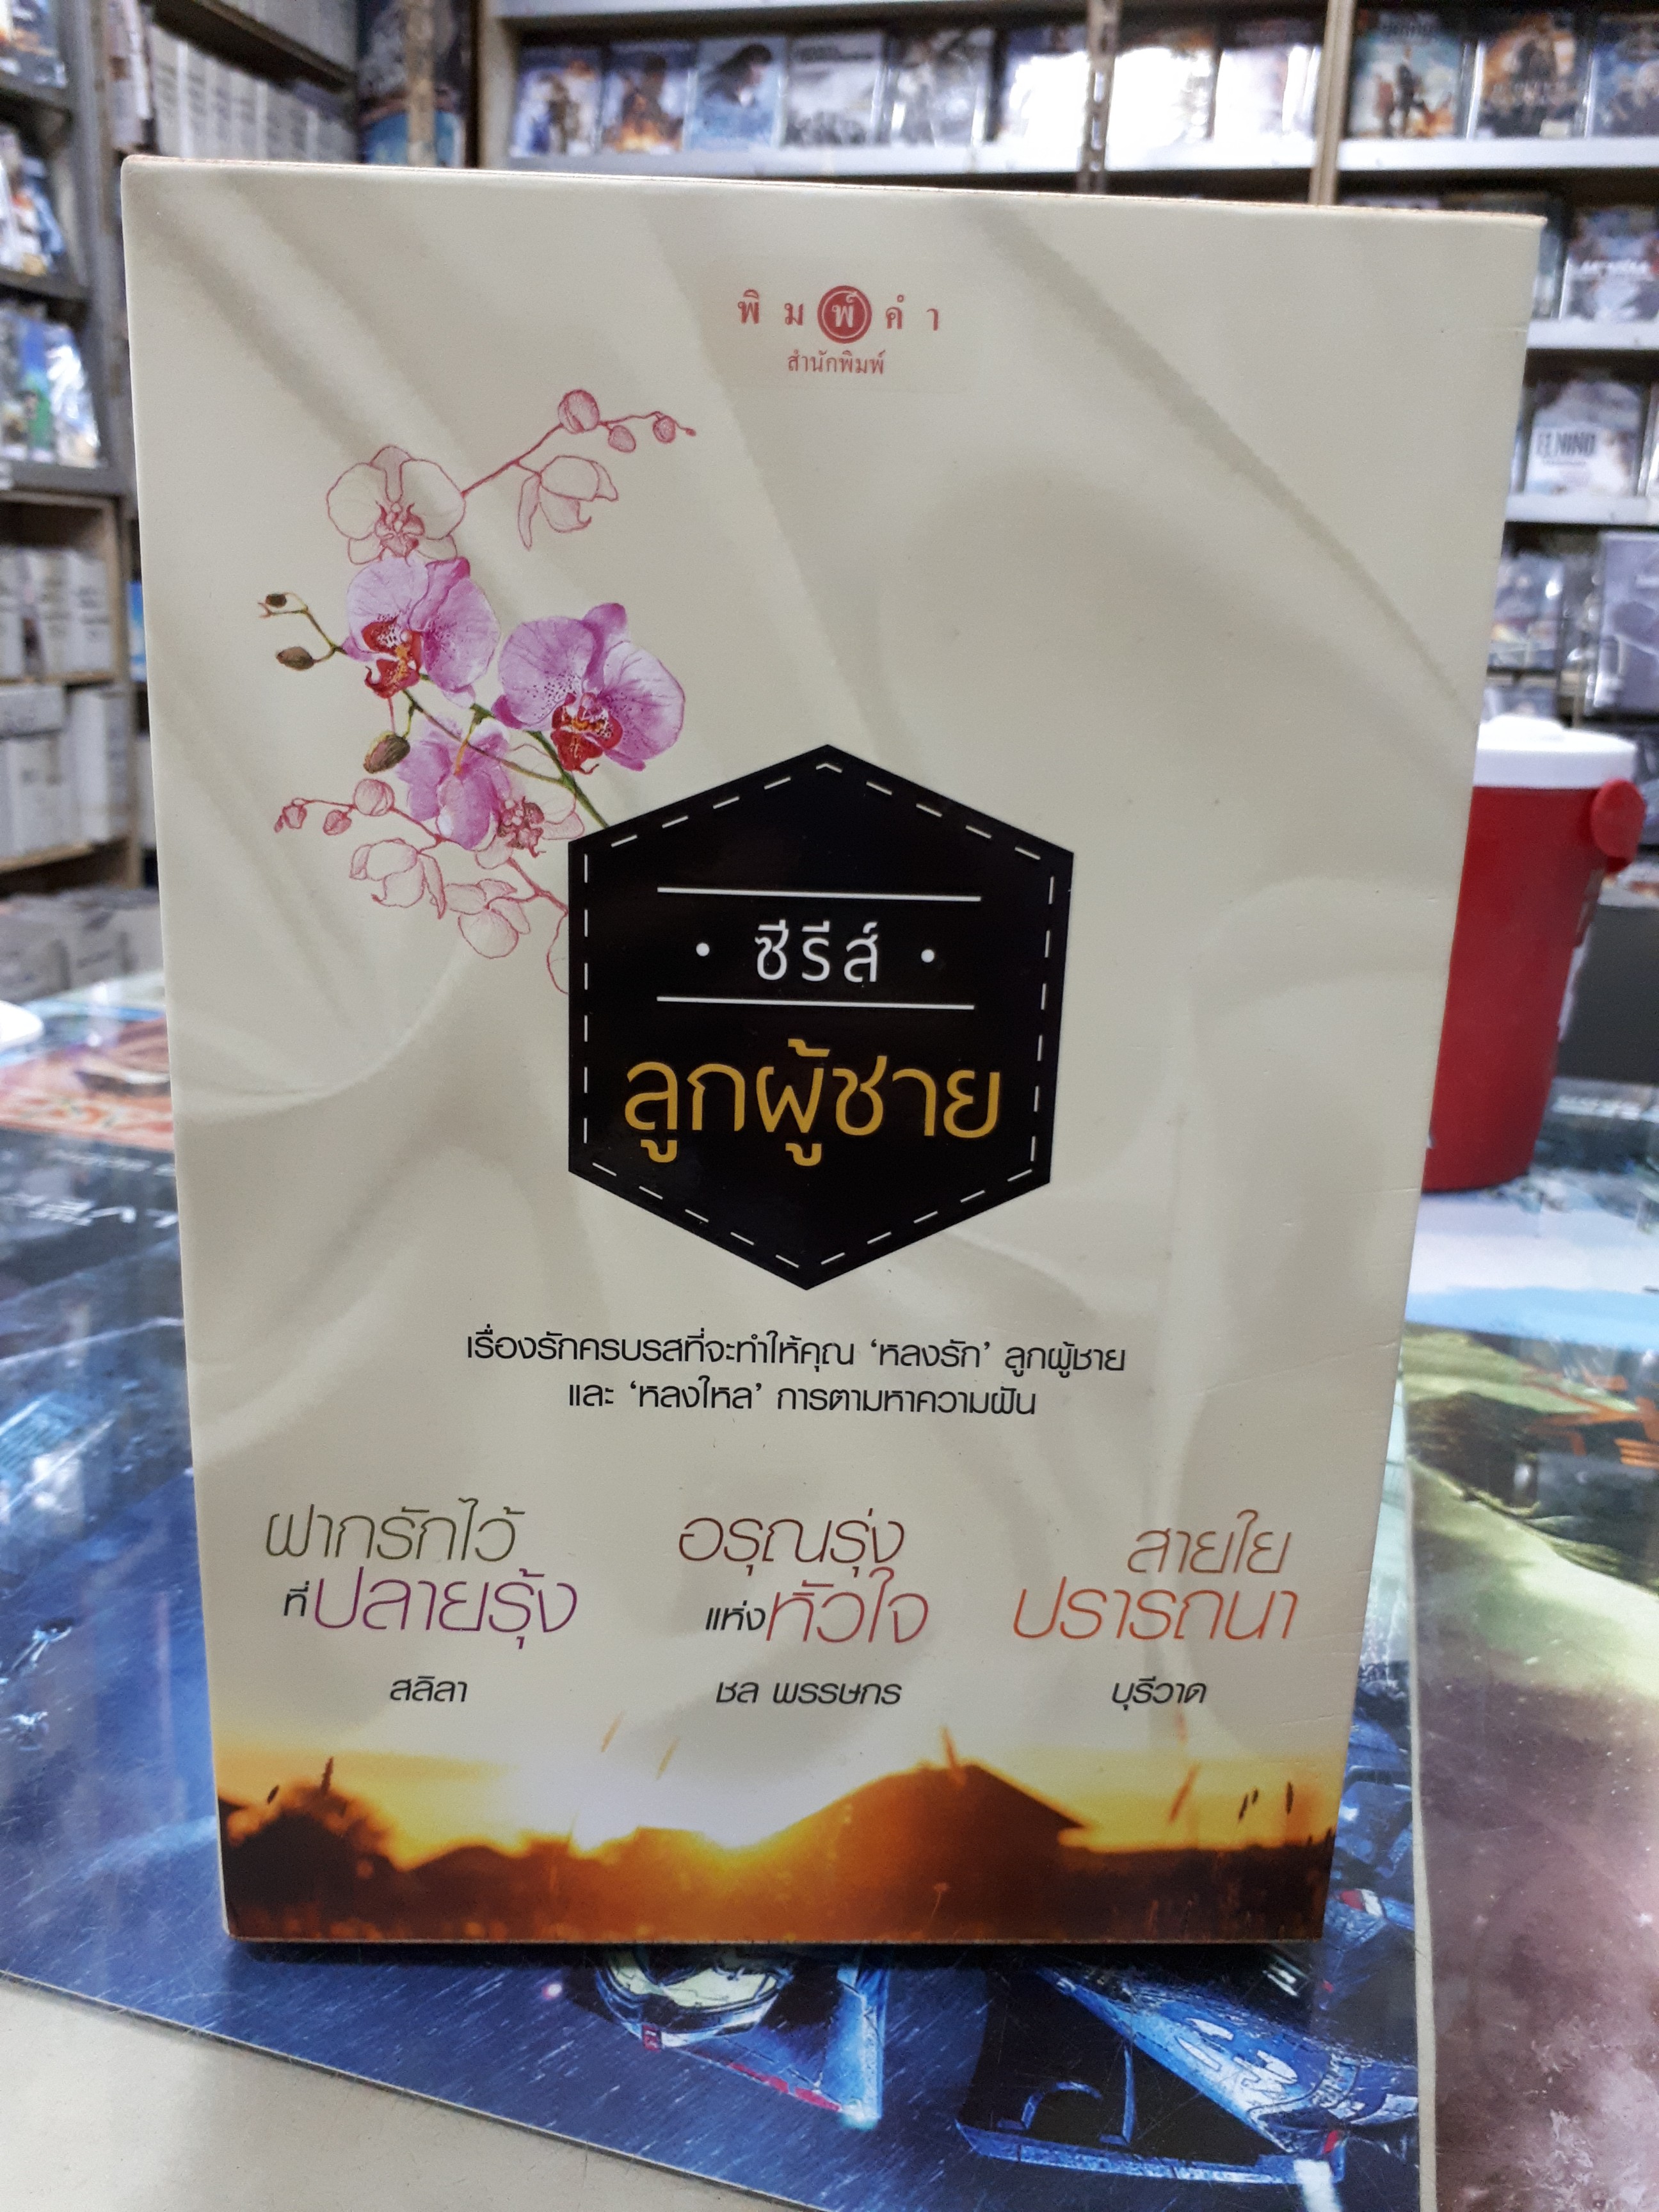 พิมพ์คำ
สำนักพิมพ์
ซีรีส์
ลูกผู้ชาย
เรื่องรักครบรสที่จะทำให้คุณ ‘หลงรัก’ ลูกผู้ชาย
และ ‘หลงใหล’ การตามหาความฝัน
ฝากรักไว้
ที่ปลายรุ้ง
สลิลา
อรุณรุ่ง
แห่งหัวใจ
ชล พรรษกร
สายใย
ปรารถนา
บุรีวาด
EL NINO